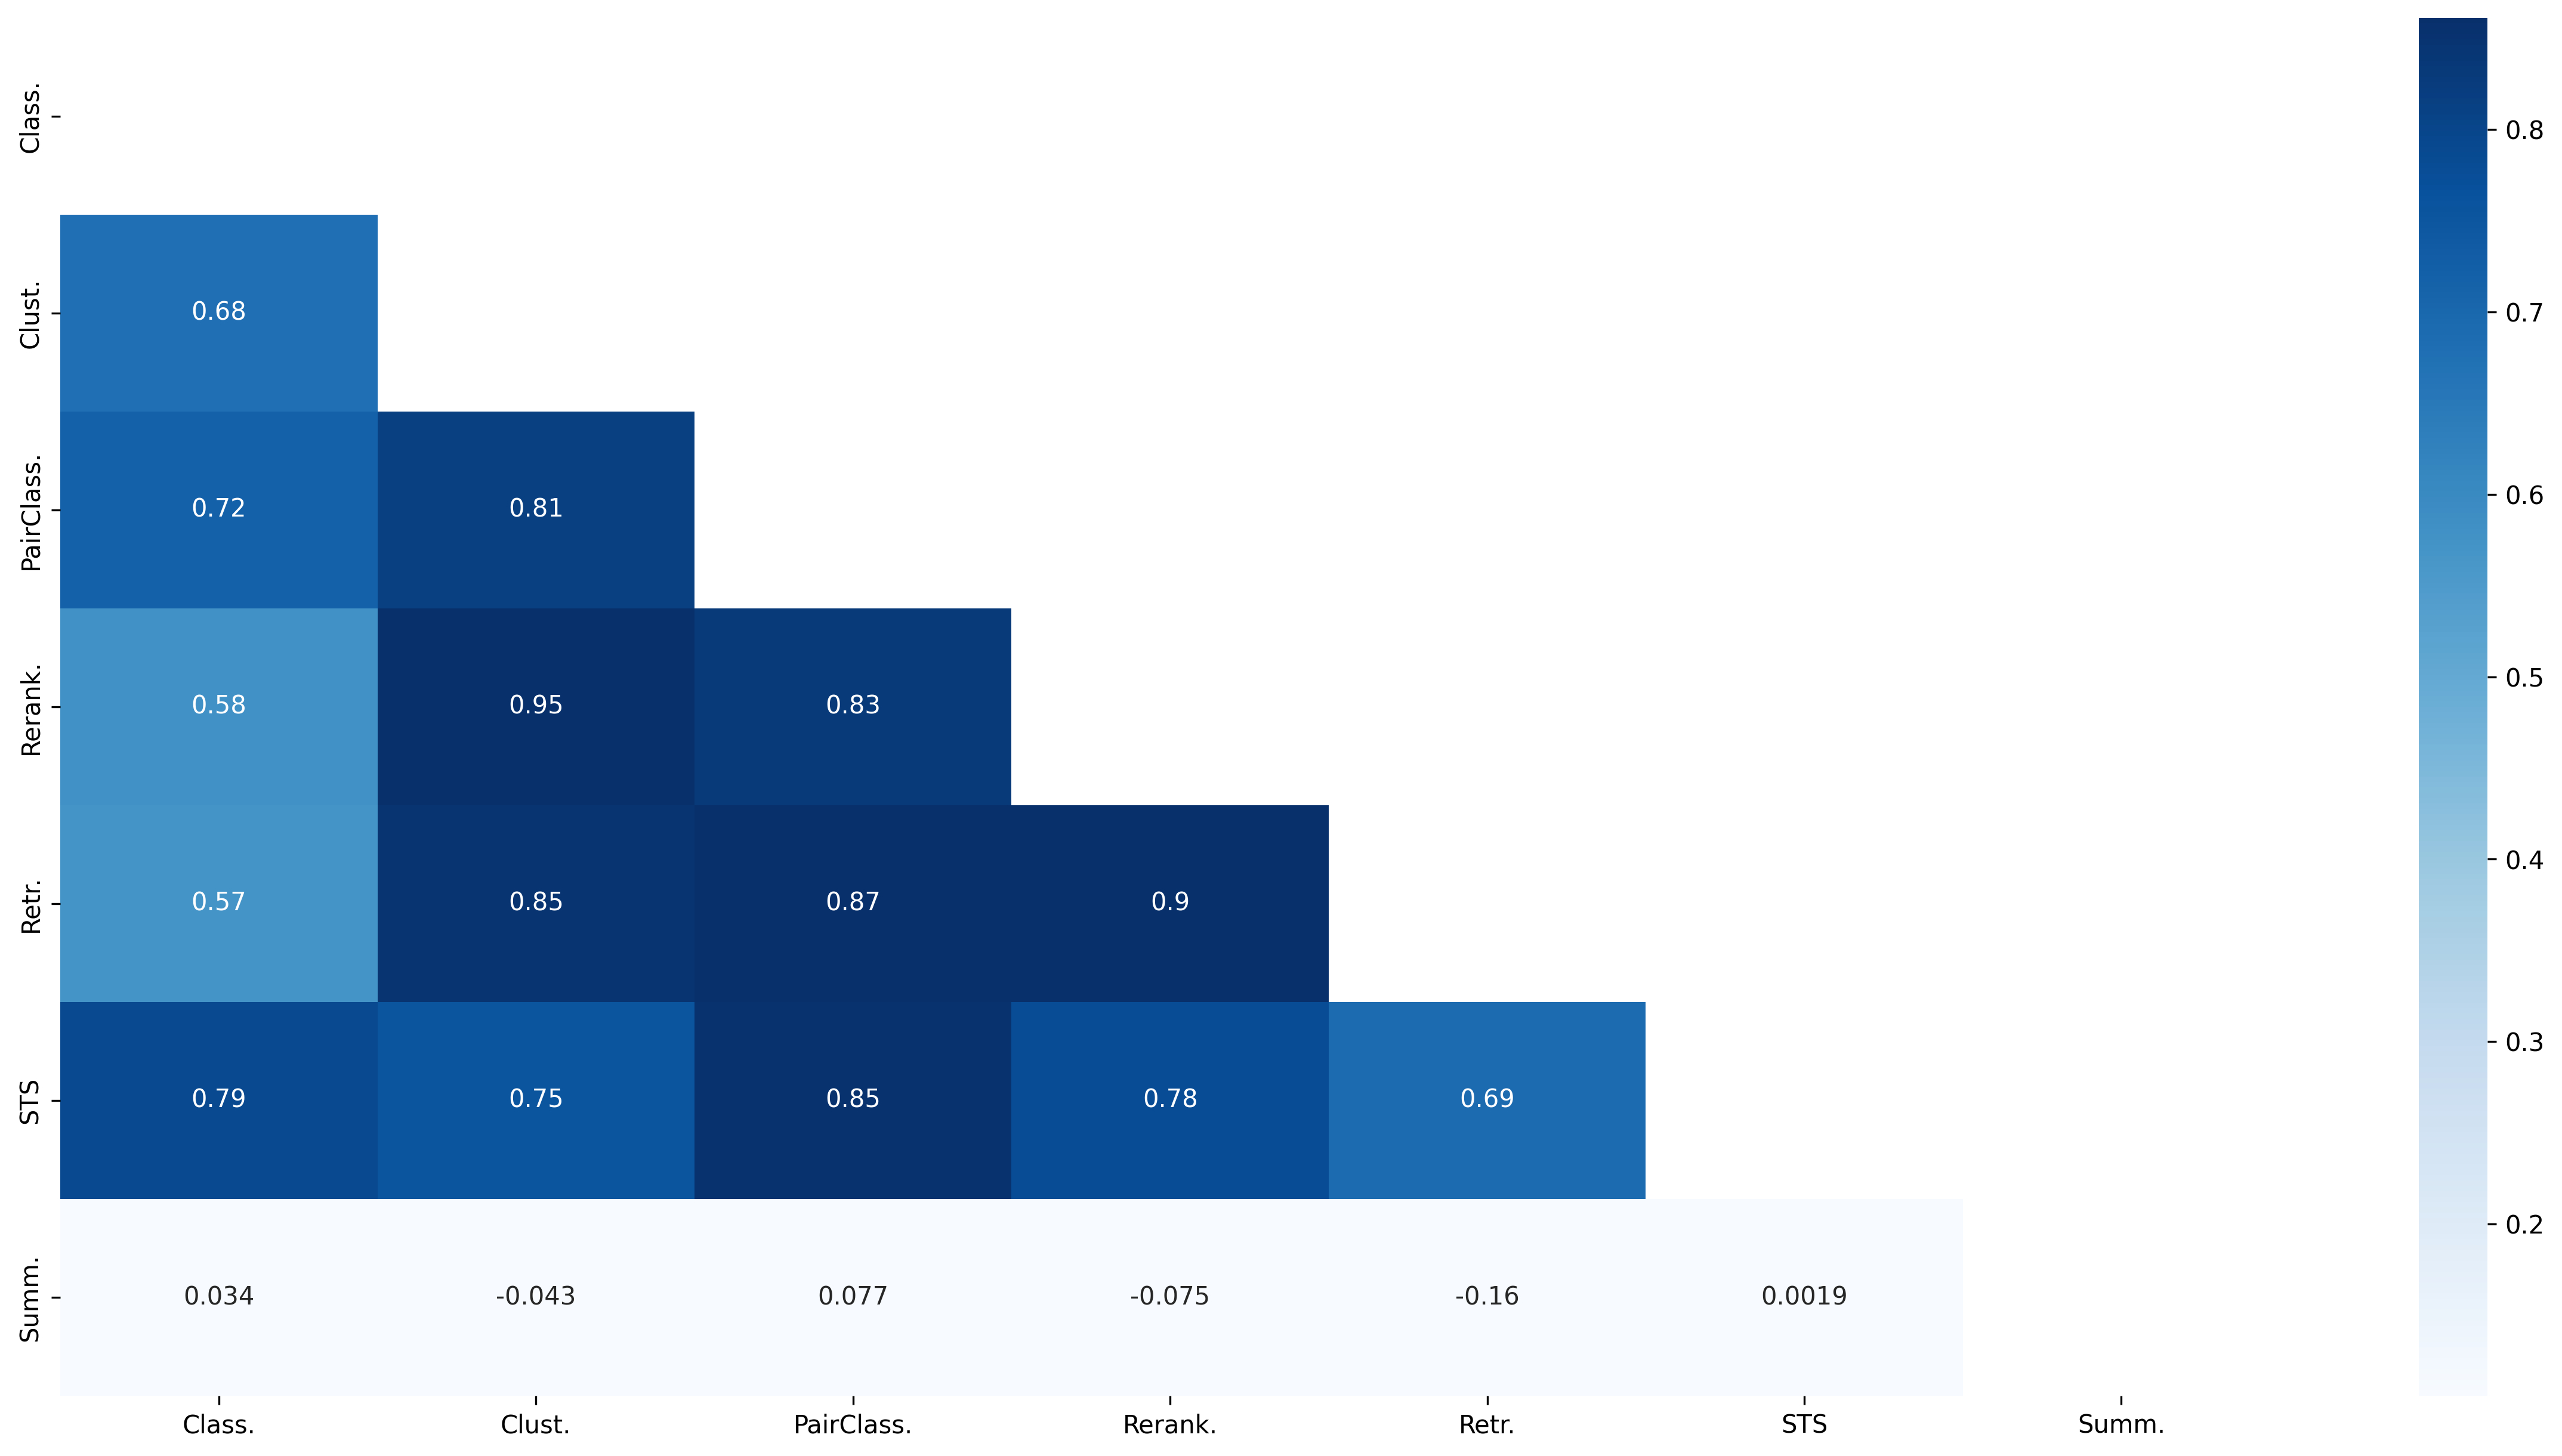 Class.
Clust.
PairClass.
Rerank.
Retr.
STS
Summ.
0.68
0.72 0.81
0.58 0.95 0.83
0.57 0.85 0.87 0.9
0.79 0.75 0.85 0.78 0.69
0.034 -0.043 0.077 -0.075 -0.16 0.0019
Class. Clust. PairClass. Rerank. Retr. STS Summ.
0.8
0.7
0.6
0.5
0.4
0.3
0.2